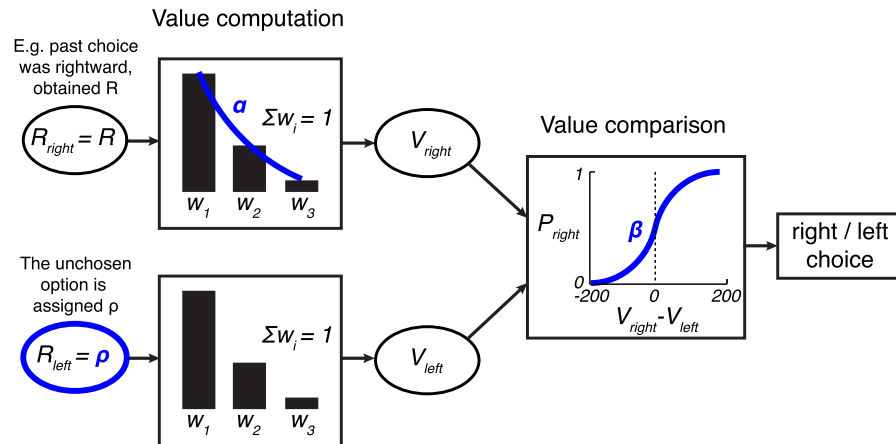 Value computation
E.g. past choice
was rightward,
obtained R
R_right = R
α
Σw_i = 1
w_1 w_2 w_3
V_right
The unchosen
option is
assigned ρ
R_left = ρ
Σw_i = 1
w_1 w_2 w_3
V_left
Value comparison
1
P_right
β
0
-200 0 200
V_right-V_left
right / left
choice